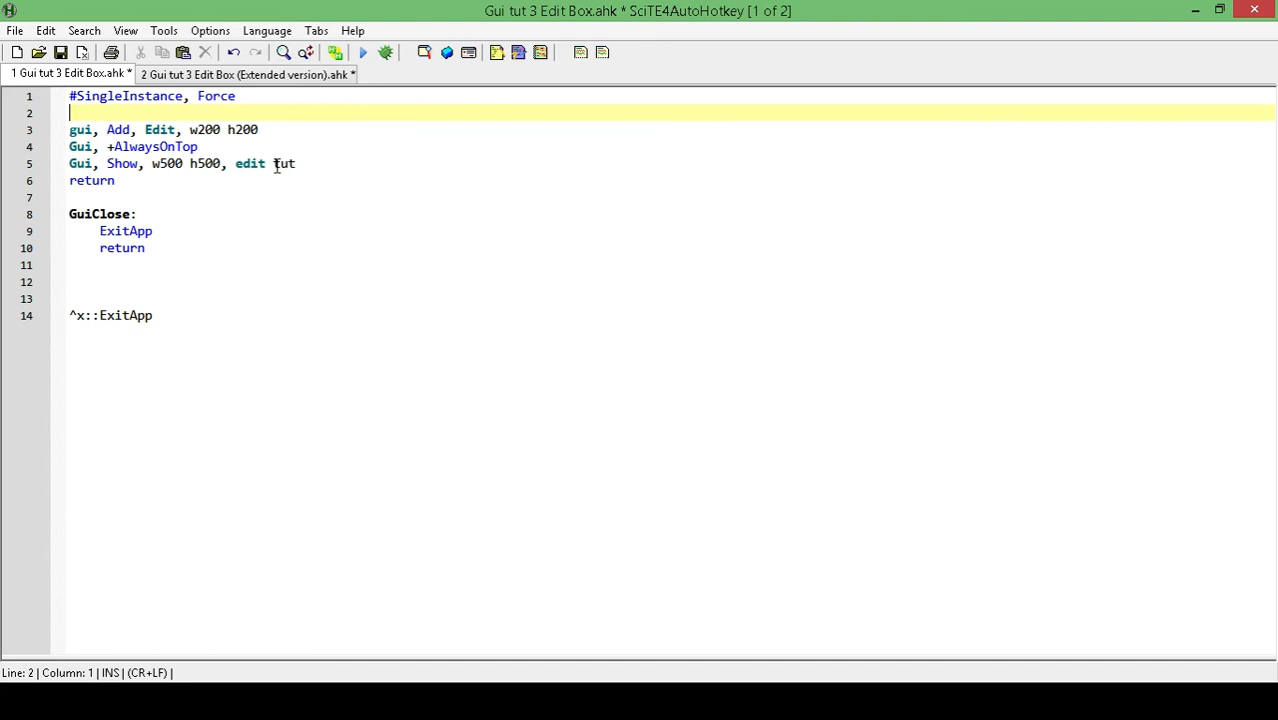 Gui tut 3 Edit Box.ahk * SciTE4AutoHotkey [1 of 2]
File Edit Search View Tools Options Language Tabs Help
1 Gui tut 3 Edit Box.ahk * 2 Gui tut 3 Edit Box (Extended version).ahk *
1 #SingleInstance, Force
2
3 gui, Add, Edit, w200 h200
4 Gui, +AlwaysOnTop
5 Gui, Show, w500 h500, edit tut
6 return
7
8 GuiClose:
9 ExitApp
10 return
11
12
13
14 ^x::ExitApp
Line: 2 | Column: 1 | INS | (CR+LF) |